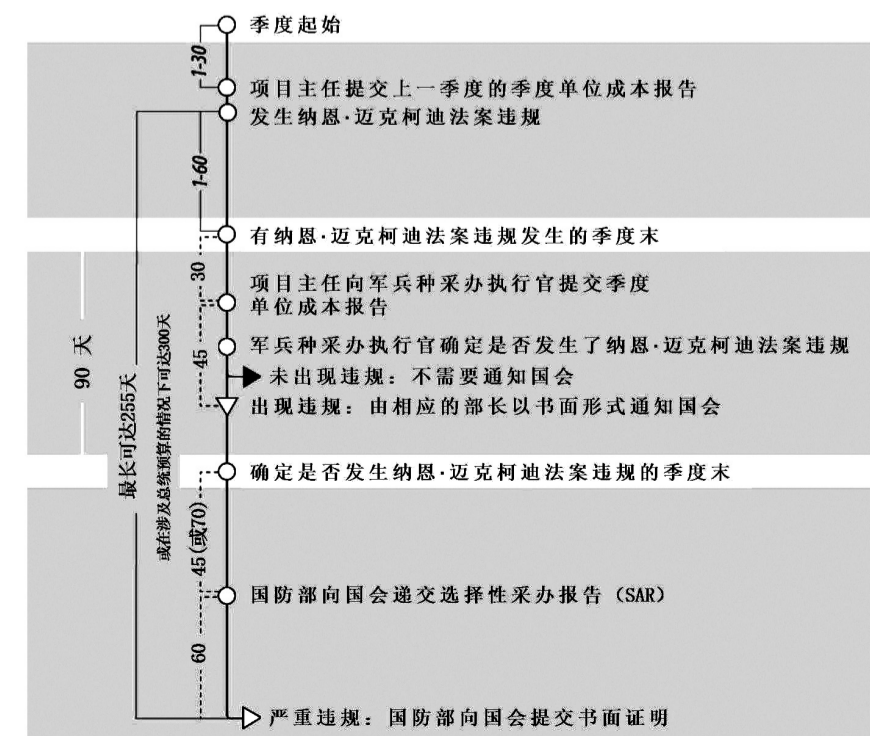 季度起始
1-30
项目主任提交上一季度的季度单位成本报告
发生纳恩·迈克柯迪法案违规
1-60
有纳恩·迈克柯迪法案违规发生的季度末
30
项目主任向军兵种采办执行官提交季度
单位成本报告
45
军兵种采办执行官确定是否发生了纳恩·迈克柯迪法案违规
未出现违规：不需要通知国会
出现违规：由相应的部长以书面形式通知国会
90 天
最长可达255天
或在涉及总统预算的情况下可达300天
确定是否发生纳恩·迈克柯迪法案违规的季度末
45(或70)
国防部向国会递交选择性采办报告（SAR）
60
严重违规：国防部向国会提交书面证明